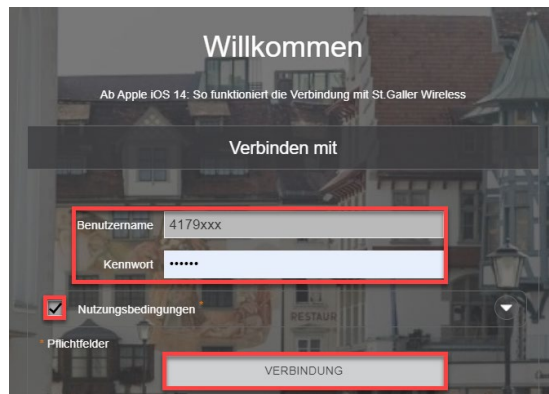 Willkommen
Ab Apple iOS 14: So funktioniert die Verbindung mit St.Galler Wireless
Verbinden mit
Benutzername 4179xxx
Kennwort ••••••
Nutzungsbedingungen *
RESTAUR
* Pflichtfelder
VERBINDUNG